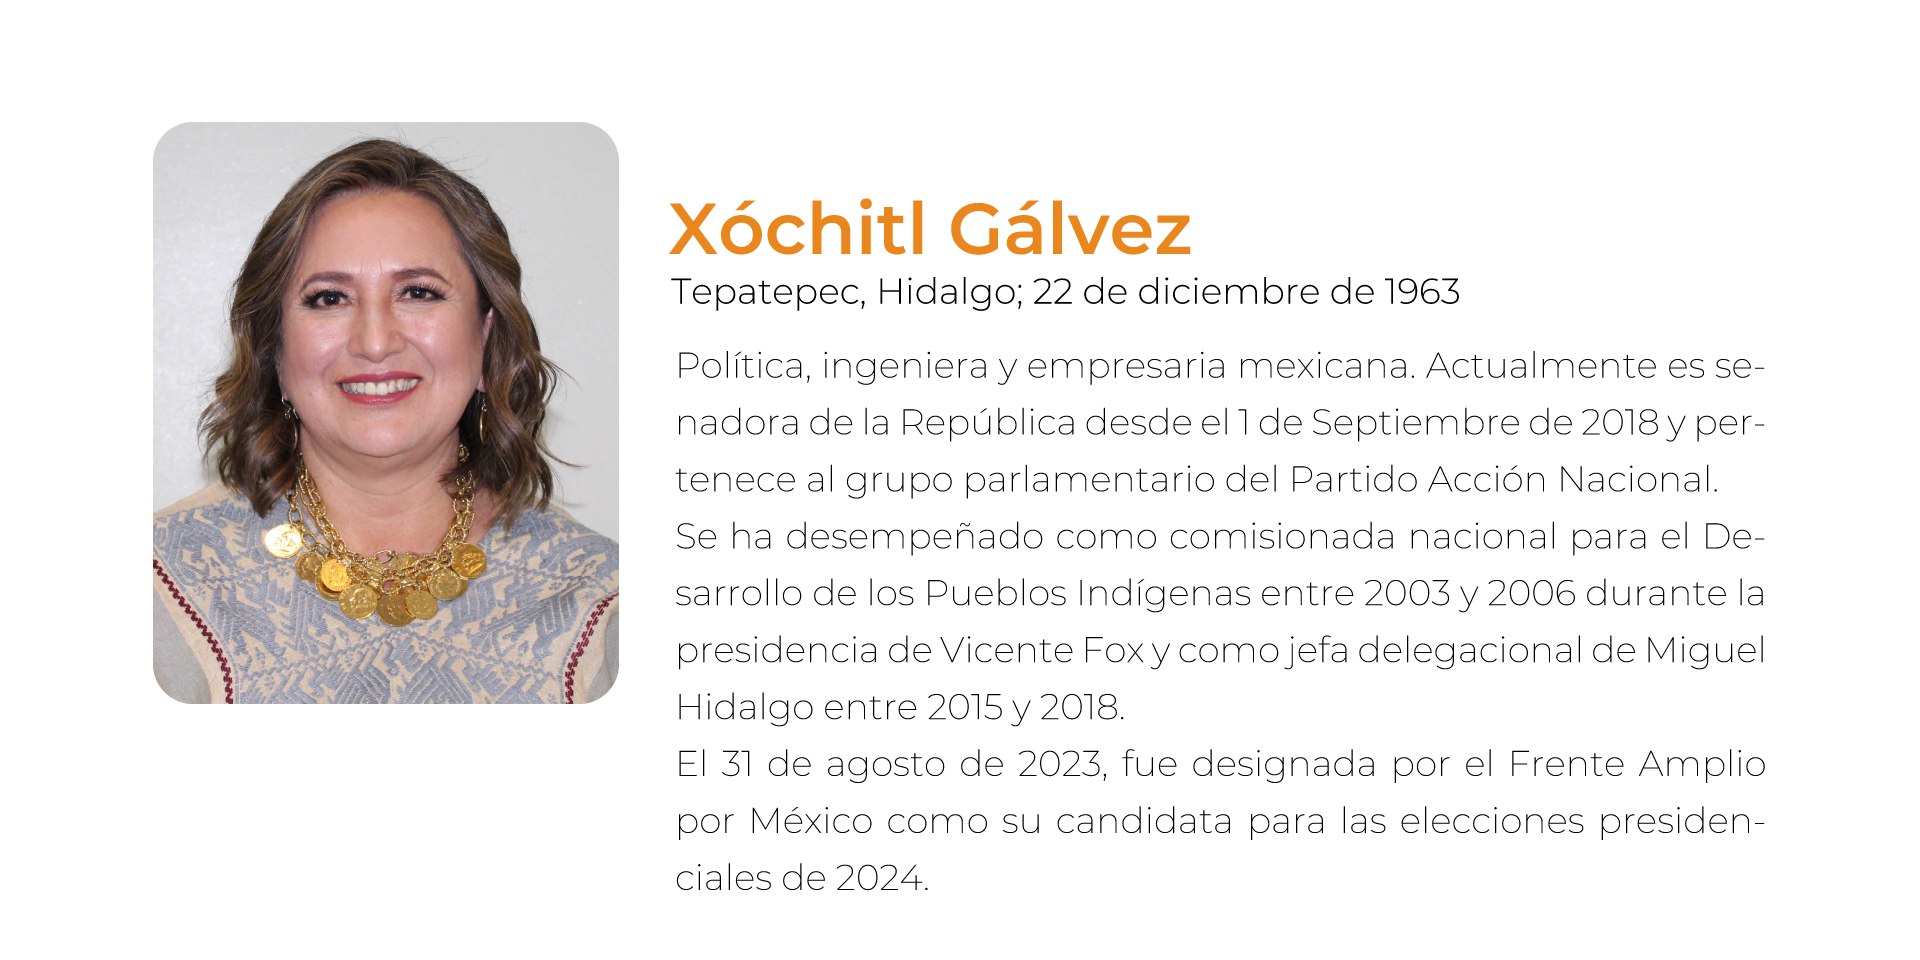 Xóchitl Gálvez
Tepatepec, Hidalgo; 22 de diciembre de 1963
Política, ingeniera y empresaria mexicana. Actualmente es se-
nadora de la República desde el 1 de Septiembre de 2018 y per-
tenece al grupo parlamentario del Partido Acción Nacional.
Se ha desempeñado como comisionada nacional para el De-
sarrollo de los Pueblos Indígenas entre 2003 y 2006 durante la
presidencia de Vicente Fox y como jefa delegacional de Miguel
Hidalgo entre 2015 y 2018.
El 31 de agosto de 2023, fue designada por el Frente Amplio
por México como su candidata para las elecciones presiden-
ciales de 2024.